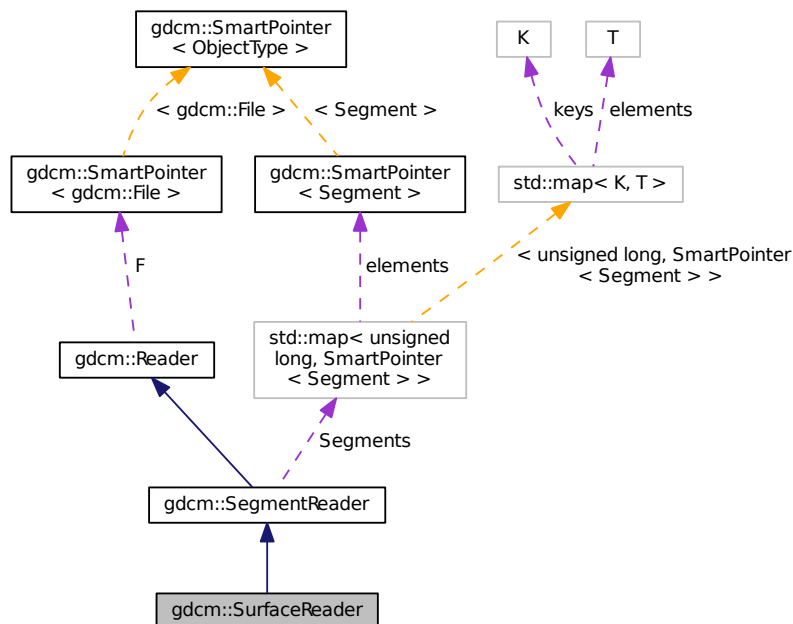 gdcm::SmartPointer
< ObjectType >
K
T
< gdcm::File >
< Segment >
keys
elements
gdcm::SmartPointer
< gdcm::File >
gdcm::SmartPointer
< Segment >
std::map< K, T >
F
elements
< unsigned long, SmartPointer
< Segment > >
gdcm::Reader
std::map< unsigned
long, SmartPointer
< Segment > >
Segments
gdcm::SegmentReader
gdcm::SurfaceReader